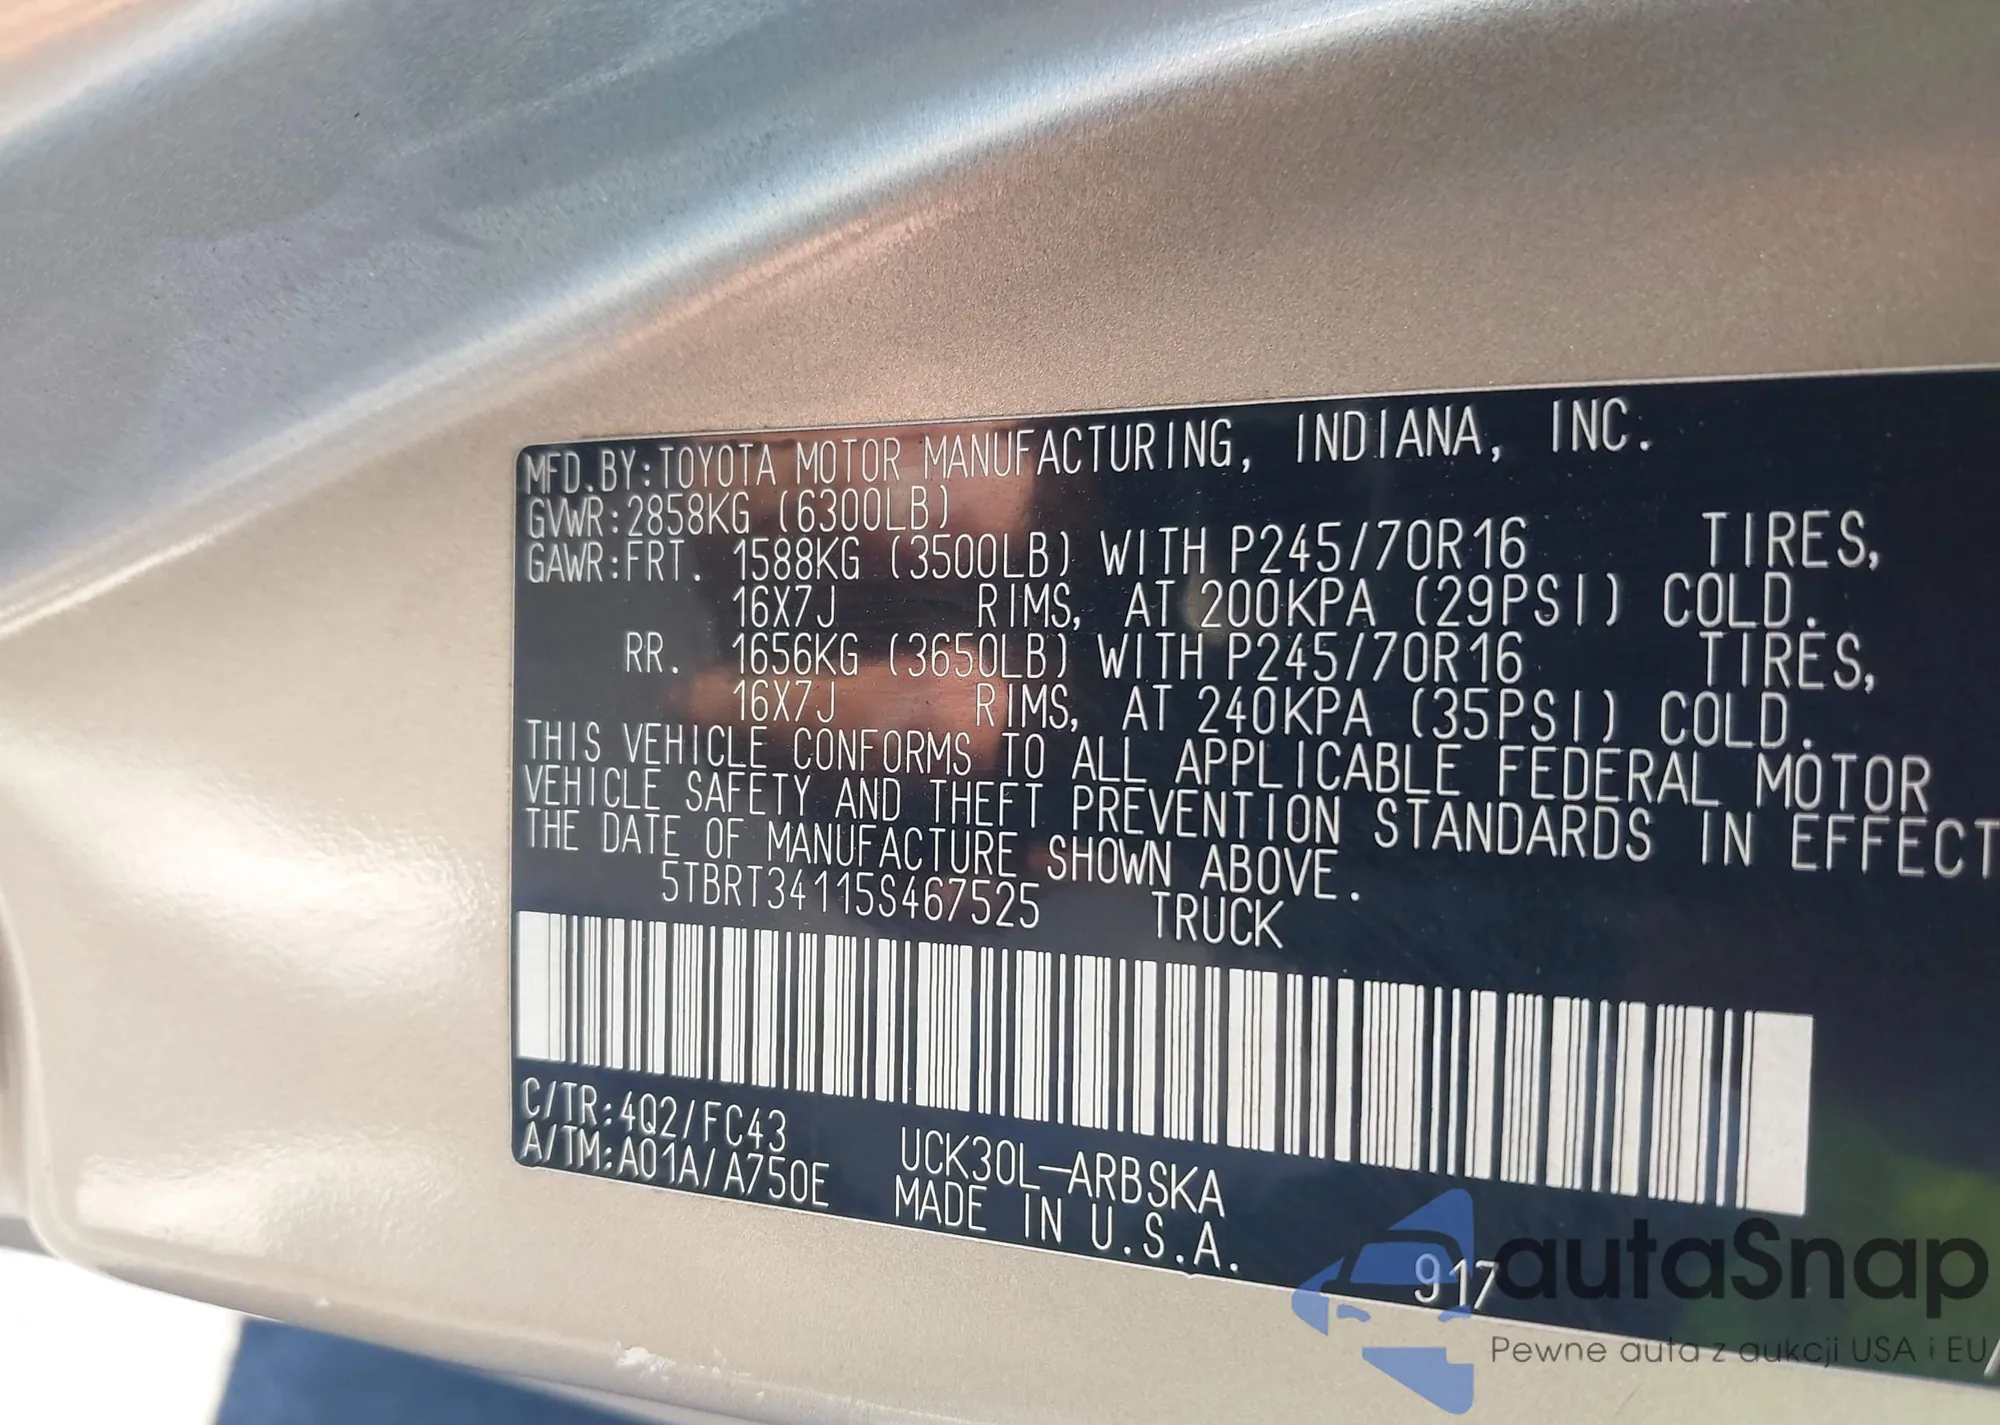 MFD.BY:TOYOTA MOTOR MANUFACTURING, INDIANA, INC.
GVWR:2858KG (6300LB)
GAWR:FRT. 1588KG (3500LB) WITH P245/70R16 TIRES,
16X7J RIMS, AT 200KPA (29PSI) COLD.
RR. 1656KG (3650LB) WITH P245/70R16 TIRES,
16X7J RIMS, AT 240KPA (35PSI) COLD.
THIS VEHICLE CONFORMS TO ALL APPLICABLE FEDERAL MOTOR
VEHICLE SAFETY AND THEFT PREVENTION STANDARDS IN EFFECT
THE DATE OF MANUFACTURE SHOWN ABOVE.
5TBRT34115S467525 TRUCK
C/TR:4Q2/FC43 UCK30L-ARBSKA
A/TM:A01A/A750E MADE IN U.S.A.
917
autaSnap
Pewne auta z aukcji USA i EU